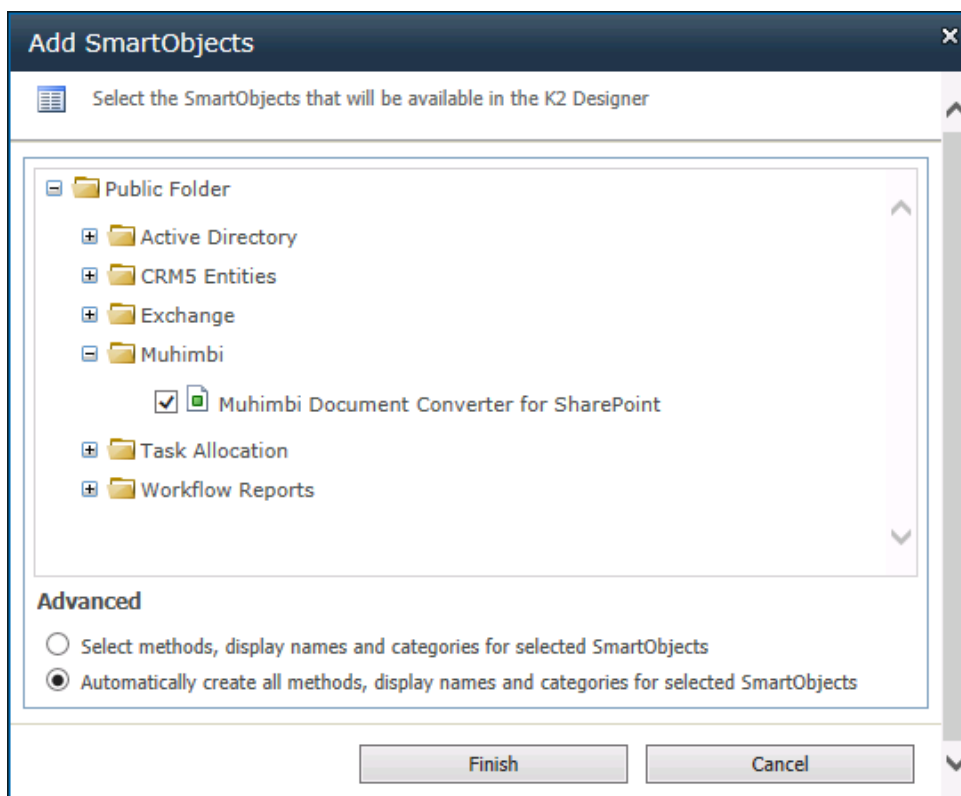 Add SmartObjects
Select the SmartObjects that will be available in the K2 Designer
Public Folder
Active Directory
CRM5 Entities
Exchange
Muhimbi
Muhimbi Document Converter for SharePoint
Task Allocation
Workflow Reports
Advanced
Select methods, display names and categories for selected SmartObjects
Automatically create all methods, display names and categories for selected SmartObjects
Finish Cancel